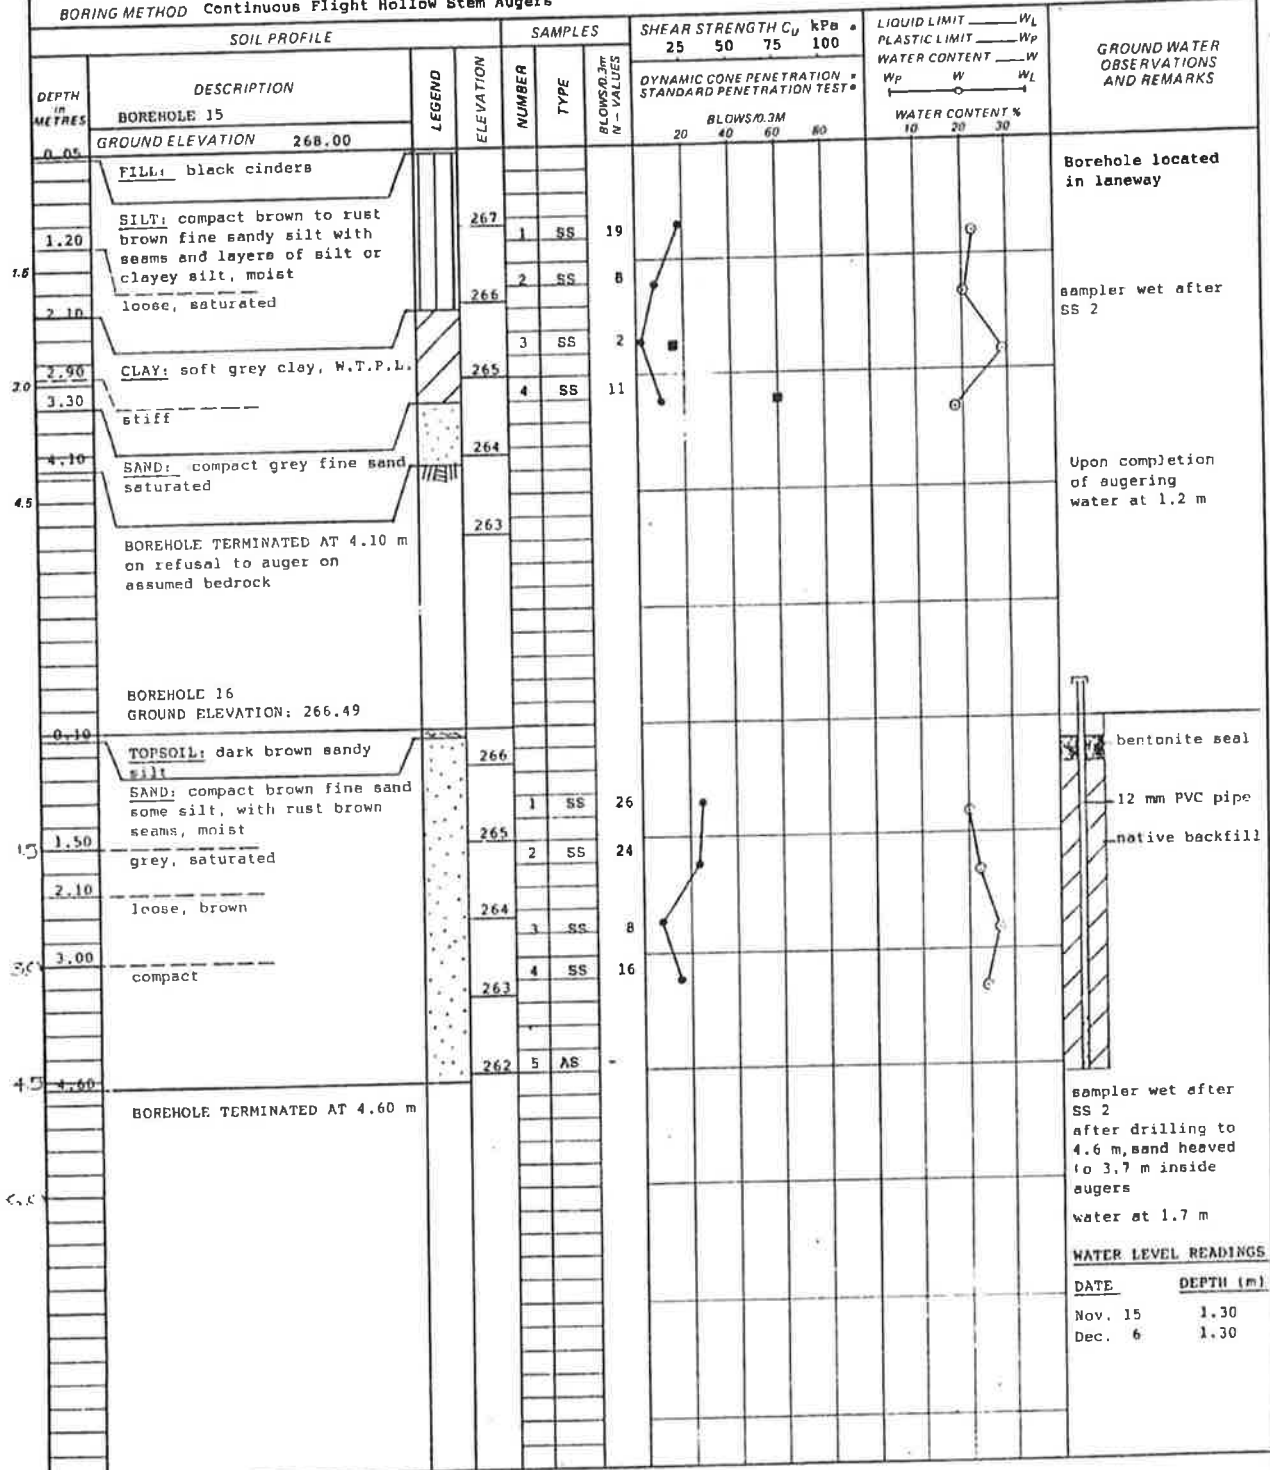 BORING METHOD Continuous Flight Hollow Stem Augers
SOIL PROFILE
SAMPLES
SHEAR STRENGTH Cu kPa
25 50 75 100
LIQUID LIMIT WL
PLASTIC LIMIT WP
WATER CONTENT W
WP W WL
GROUND WATER
OBSERVATIONS
AND REMARKS
DEPTH
in
METRES
DESCRIPTION
BOREHOLE 15
LEGEND
ELEVATION
NUMBER
TYPE
BLOWS/0.3m
N – VALUES
DYNAMIC CONE PENETRATION
STANDARD PENETRATION TEST
BLOWS/0.3M
20 40 60 80
WATER CONTENT %
10 20 30
GROUND ELEVATION 268.00
0.05
FILL: black cinders
Borehole located
in laneway
SILT: compact brown to rust
brown fine sandy silt with
seams and layers of silt or
clayey silt, moist
loose, saturated
267
1.20
1 SS 19
1.5
2 SS 8
266
sampler wet after
SS 2
2.10
3 SS 2
2.90
CLAY: soft grey clay, W.T.P.L.
265
3.0
4 SS 11
3.30
stiff
264
4.10
SAND: compact grey fine sand
saturated
Upon completion
of augering
water at 1.2 m
4.5
263
BOREHOLE TERMINATED AT 4.10 m
on refusal to auger on
assumed bedrock
BOREHOLE 16
GROUND ELEVATION: 266.49
0.10
TOPSOIL: dark brown sandy
silt
266
bentonite seal
SAND: compact brown fine sand
some silt, with rust brown
seams, moist
1 SS 26
12 mm PVC pipe
265
native backfill
1.5
1.50
grey, saturated
2 SS 24
2.10
loose, brown
264
3 SS 8
3.00
3.0
compact
4 SS 16
263
262
5 AS -
4.5
4.60
BOREHOLE TERMINATED AT 4.60 m
sampler wet after
SS 2
after drilling to
4.6 m, sand heaved
to 3.7 m inside
augers
water at 1.7 m
WATER LEVEL READINGS
DATE DEPTH (m)
Nov. 15 1.30
Dec. 6 1.30